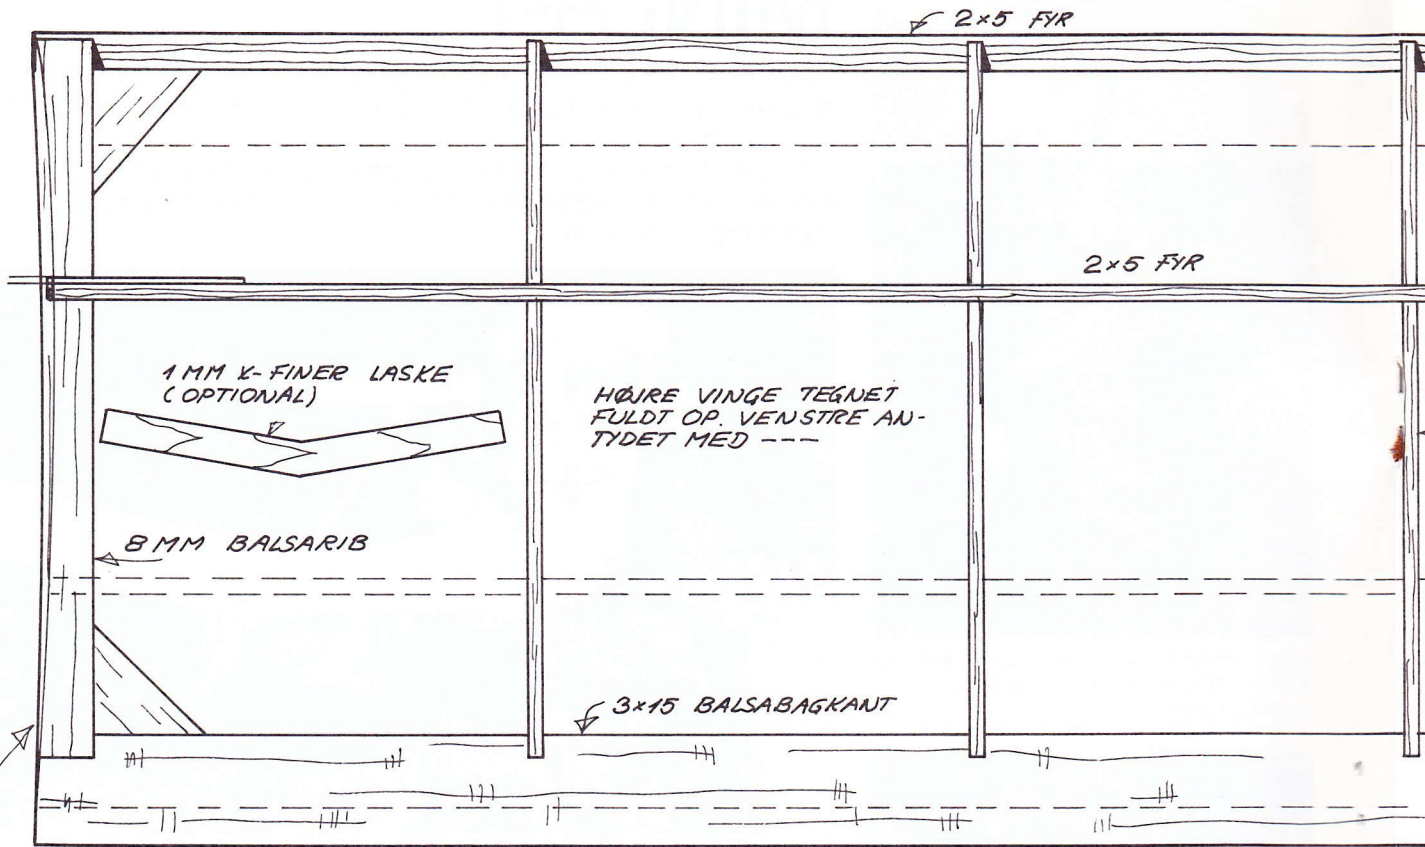 2×5 FYR
2×5 FYR
1 MM X-FINER LASKE
(OPTIONAL)
HØJRE VINGE TEGNET
FULDT OP. VENSTRE AN-
TYDET MED ---
8 MM BALSARIB
3×15 BALSABAGKANT